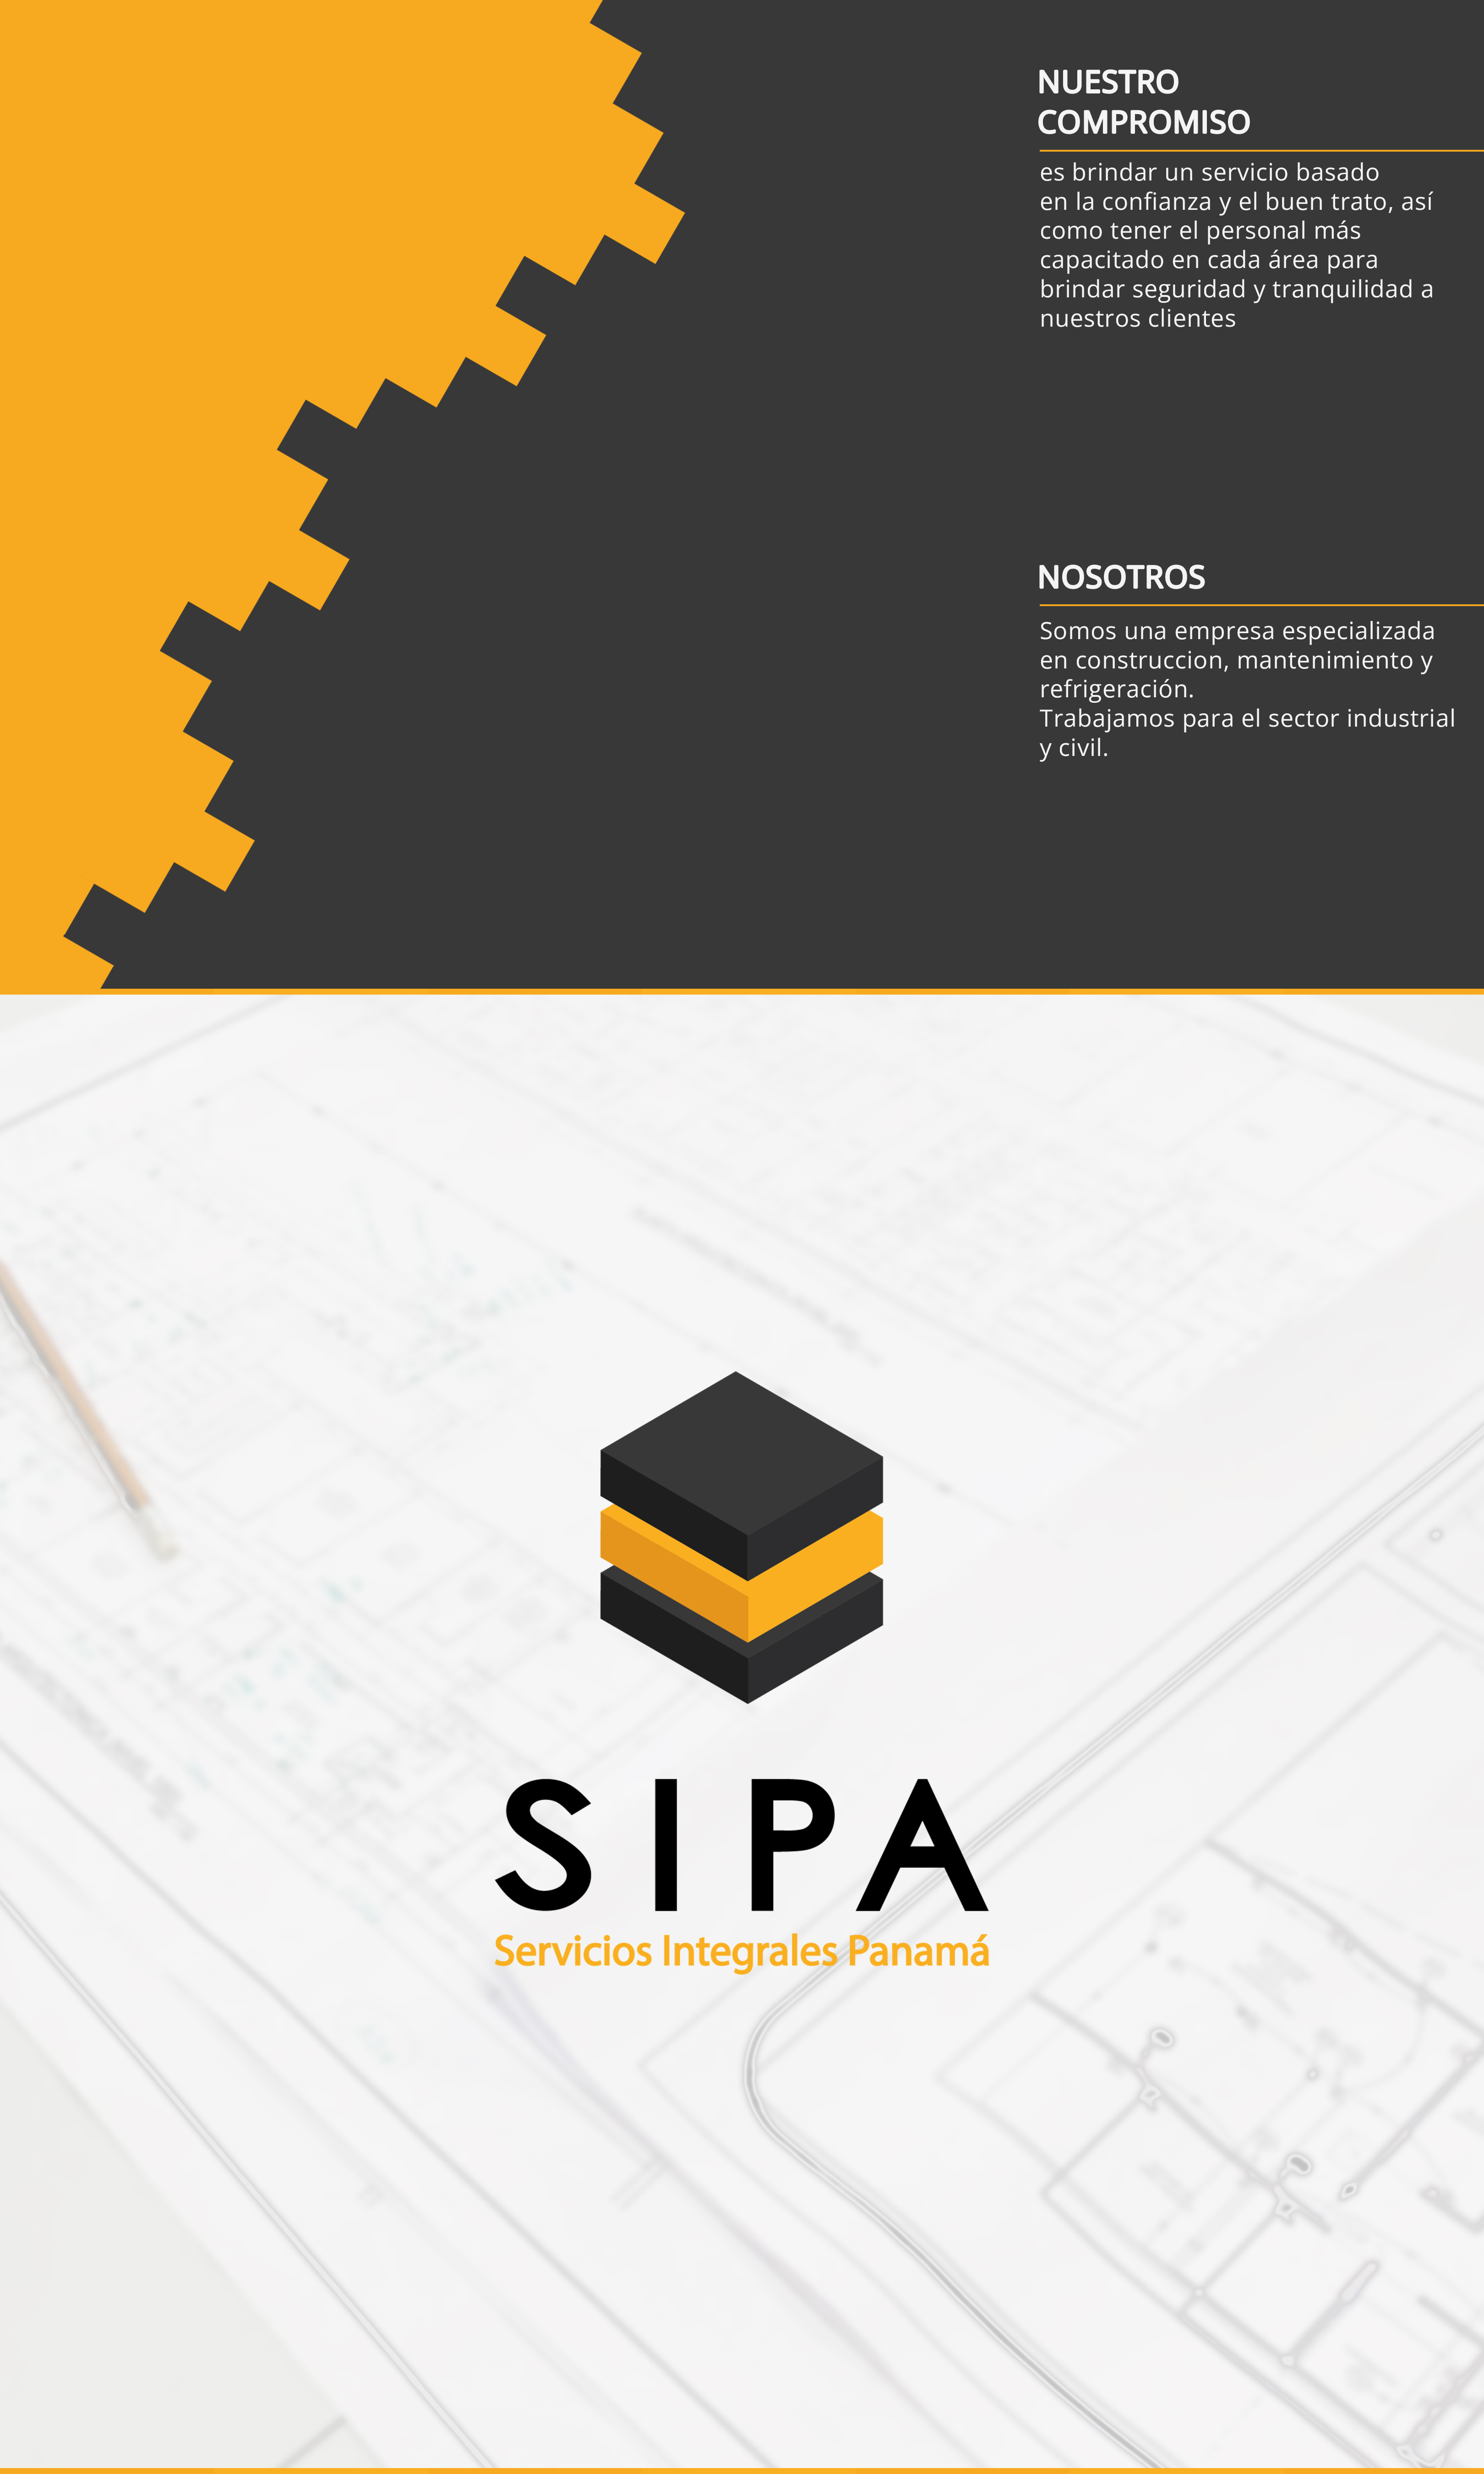 NUESTRO
COMPROMISO
es brindar un servicio basado
en la confianza y el buen trato, así
como tener el personal más
capacitado en cada área para
brindar seguridad y tranquilidad a
nuestros clientes
NOSOTROS
Somos una empresa especializada
en construccion, mantenimiento y
refrigeración.
Trabajamos para el sector industrial
y civil.
SIPA
Servicios Integrales Panamá